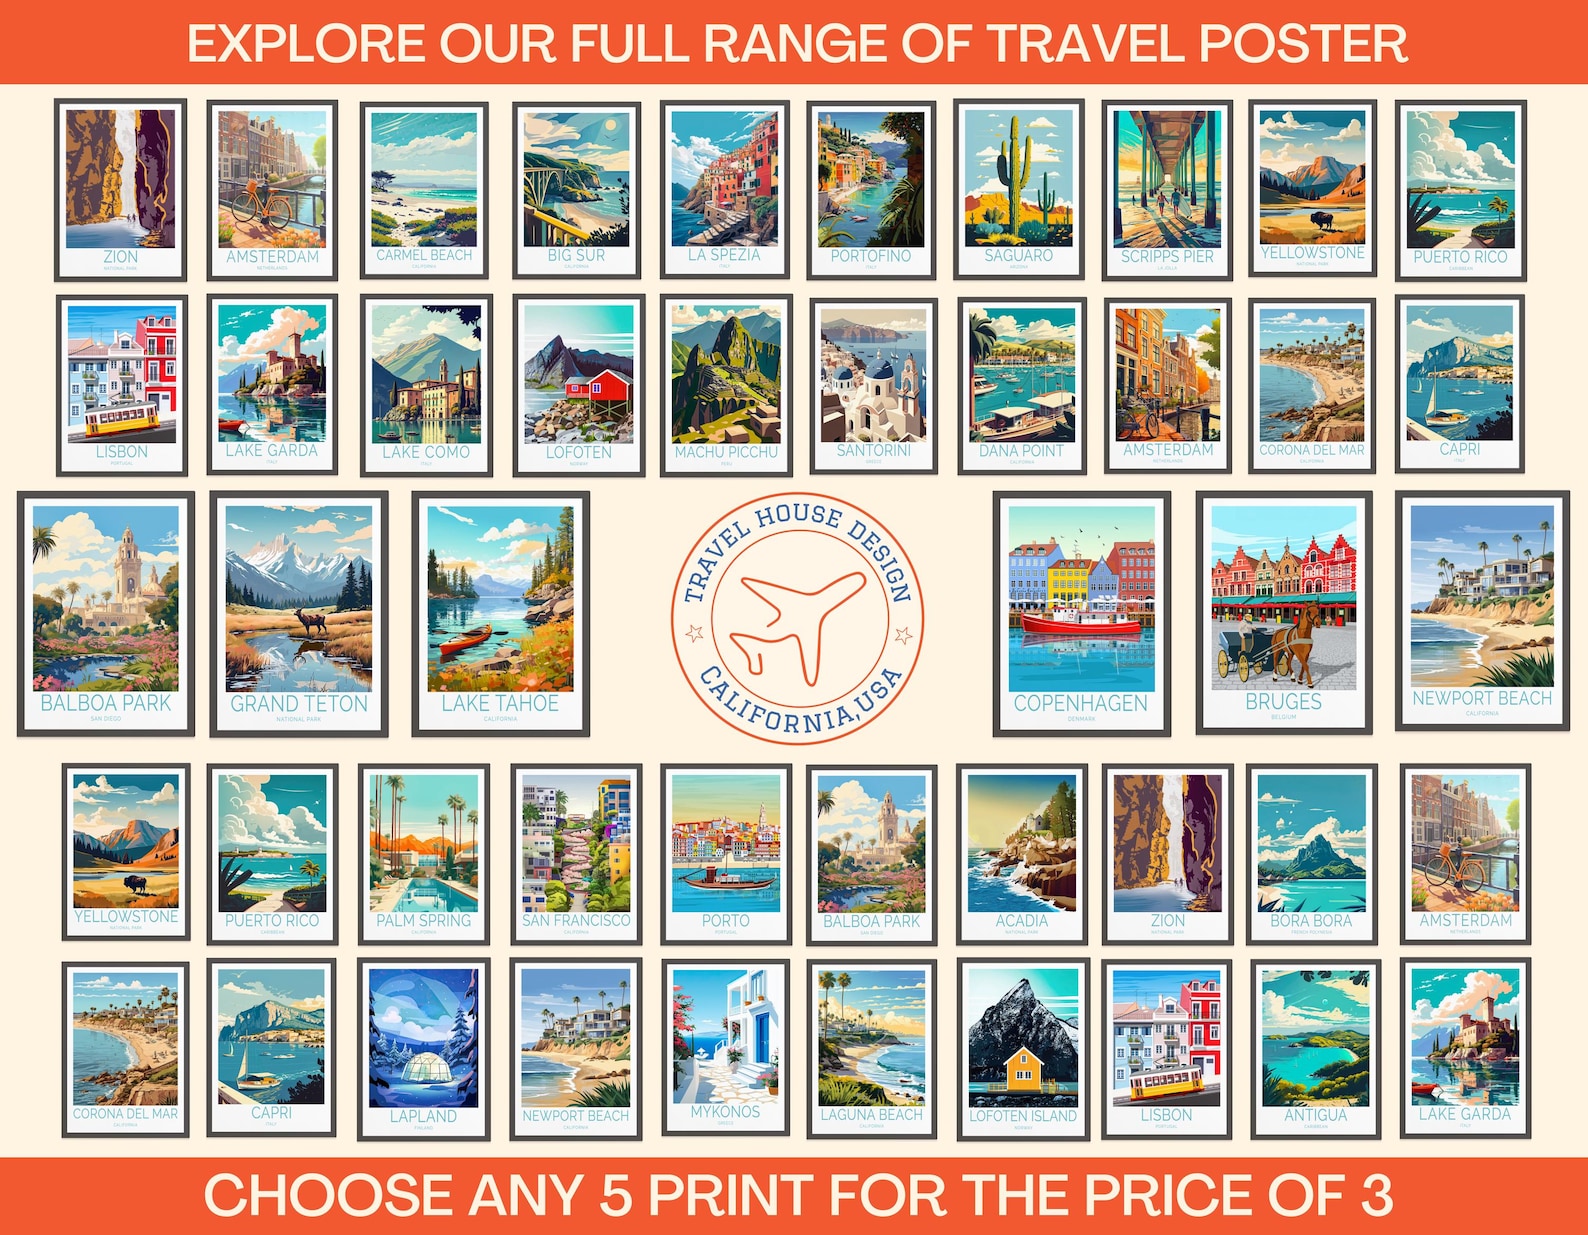 EXPLORE OUR FULL RANGE OF TRAVEL POSTER
ZION
NATIONAL PARK
AMSTERDAM
NETHERLANDS
CARMEL BEACH
CALIFORNIA
BIG SUR
CALIFORNIA
LA SPEZIA
ITALY
PORTOFINO
ITALY
SAGUARO
ARIZONA
SCRIPPS PIER
LA JOLLA
YELLOWSTONE
NATIONAL PARK
PUERTO RICO
CARIBBEAN
LISBON
PORTUGAL
LAKE GARDA
ITALY
LAKE COMO
ITALY
LOFOTEN
NORWAY
MACHU PICCHU
PERU
SANTORINI
GREECE
DANA POINT
CALIFORNIA
AMSTERDAM
NETHERLANDS
CORONA DEL MAR
CALIFORNIA
CAPRI
ITALY
BALBOA PARK
SAN DIEGO
GRAND TETON
NATIONAL PARK
LAKE TAHOE
CALIFORNIA
TRAVEL HOUSE DESIGN
CALIFORNIA,USA
COPENHAGEN
DENMARK
BRUGES
BELGIUM
NEWPORT BEACH
CALIFORNIA
YELLOWSTONE
NATIONAL PARK
PUERTO RICO
CARIBBEAN
PALM SPRING
CALIFORNIA
SAN FRANCISCO
CALIFORNIA
PORTO
PORTUGAL
BALBOA PARK
SAN DIEGO
ACADIA
NATIONAL PARK
ZION
NATIONAL PARK
BORA BORA
FRENCH POLYNESIA
AMSTERDAM
NETHERLANDS
CORONA DEL MAR
CALIFORNIA
CAPRI
ITALY
LAPLAND
FINLAND
NEWPORT BEACH
CALIFORNIA
MYKONOS
GREECE
LAGUNA BEACH
CALIFORNIA
LOFOTEN ISLAND
NORWAY
LISBON
PORTUGAL
ANTIGUA
CARIBBEAN
LAKE GARDA
ITALY
CHOOSE ANY 5 PRINT FOR THE PRICE OF 3